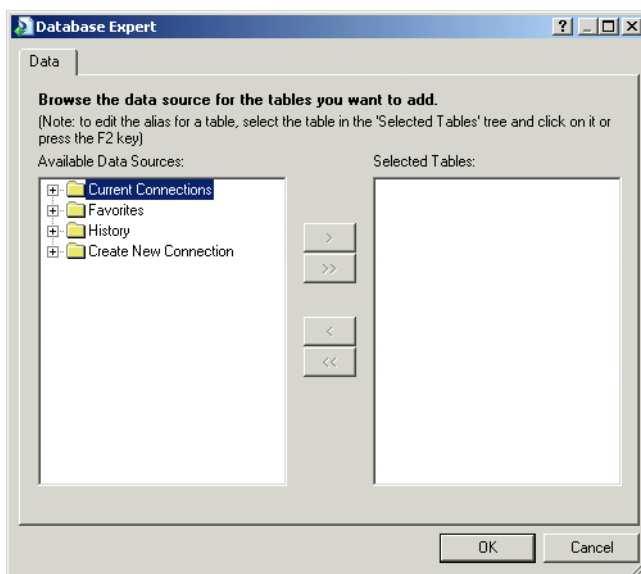 Database Expert
Data
Browse the data source for the tables you want to add.
(Note: to edit the alias for a table, select the table in the 'Selected Tables' tree and click on it or
press the F2 key)
Available Data Sources:
Selected Tables:
Current Connections
Favorites
History
Create New Connection
>
>>
<
<<
OK
Cancel